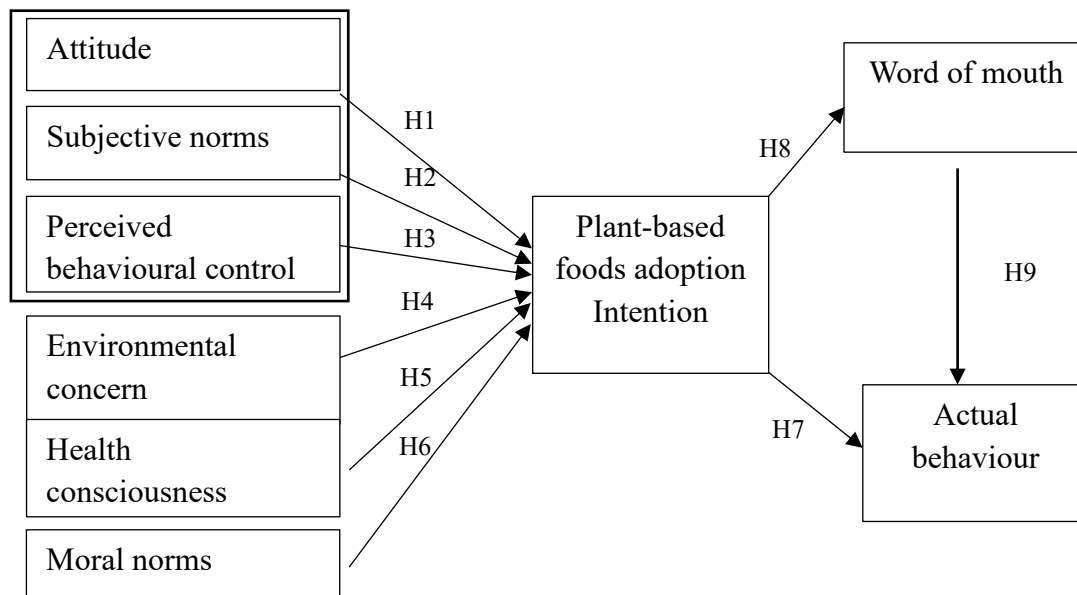 Attitude
Subjective norms
Perceived
behavioural control
Environmental
concern
Health
consciousness
Moral norms
H1
H2
H3
H4
H5
H6
Plant-based
foods adoption
Intention
H8
H7
Word of mouth
H9
Actual
behaviour